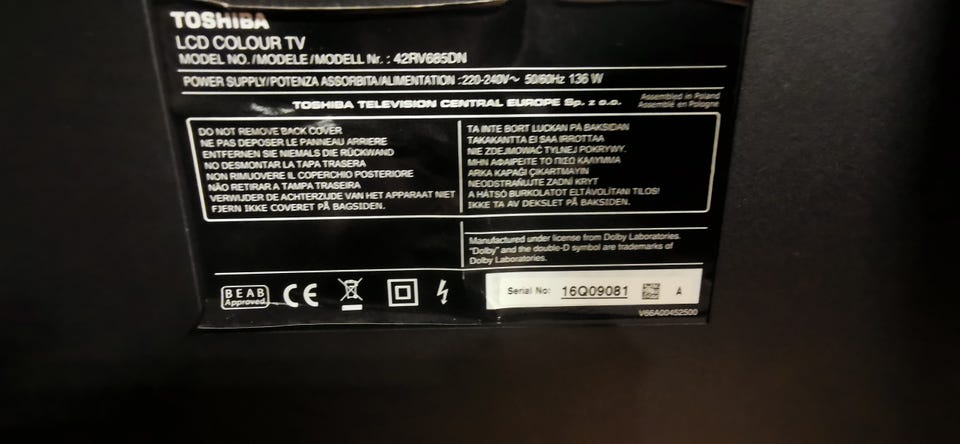 TOSHIBA
LCD COLOUR TV
MODEL NO./MODELE/MODELL Nr. : 42RV685DN
POWER SUPPLY/POTENZA ASSORBITA/ALIMENTATION :220-240V～ 50/60Hz 136 W
Assembled in Poland
Assemblé en Pologne
TOSHIBA TELEVISION CENTRAL EUROPE Sp. z o.o.
DO NOT REMOVE BACK COVER
NE PAS DEPOSER LE PANNEAU ARRIERE
ENTFERNEN SIE NIEMALS DIE RÜCKWAND
NO DESMONTAR LA TAPA TRASERA
NON RIMUOVERE IL COPERCHIO POSTERIORE
NÃO RETIRAR A TAMPA TRASEIRA
VERWIJDER DE ACHTERZIJDE VAN HET APPARAAT NIET
FJERN IKKE COVERET PÅ BAGSIDEN.
TA INTE BORT LUCKAN PÅ BAKSIDAN
TAKAKANTTA EI SAA IRROTTAA
NIE ZDEJMOWAĆ TYLNEJ POKRYWY.
ΜΗΝ ΑΦΑΙΡΕΙΤΕ ΤΟ ΠΙΣΩ ΚΑΛΥΜΜΑ
ARKA KAPAĞI ÇIKARTMAYIN
NEODSTRAŇUJTE ZADNÍ KRYT
A HÁTSÓ BURKOLATOT ELTÁVOLÍTANI TILOS!
IKKE TA AV DEKSLET PÅ BAKSIDEN.
Manufactured under license from Dolby Laboratories.
"Dolby" and the double-D symbol are trademarks of
Dolby Laboratories.
BEAB
Approved
CE
Serial No: 16Q09081 A
V66A00452500